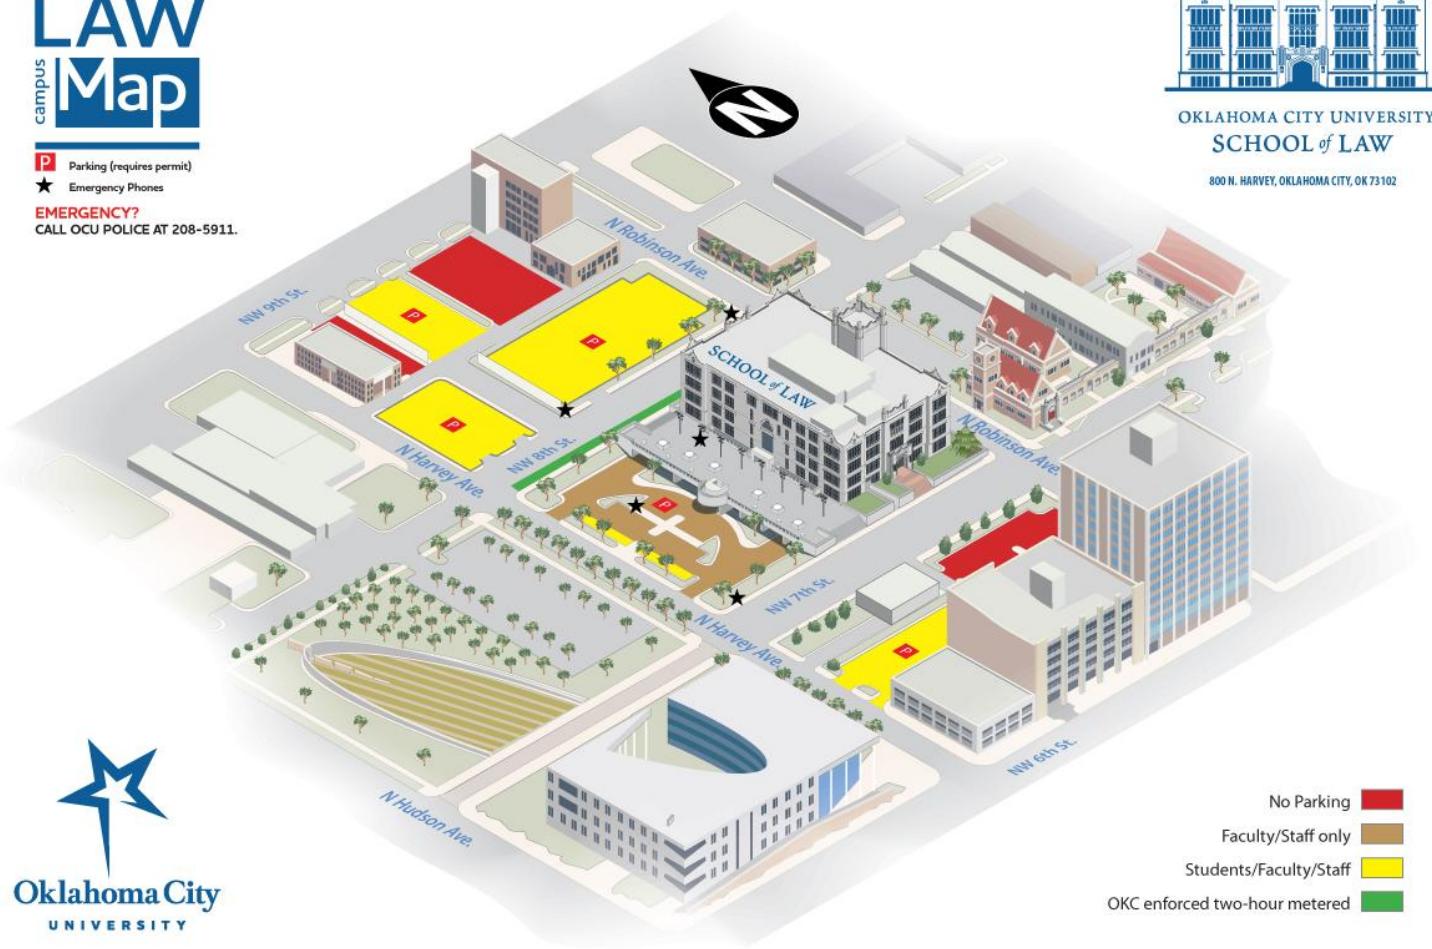 LAW
campus
Map
P Parking (requires permit)
Emergency Phones
EMERGENCY?
CALL OCU POLICE AT 208-5911.
N
OKLAHOMA CITY UNIVERSITY
SCHOOL of LAW
800 N. HARVEY, OKLAHOMA CITY, OK 73102
N Robinson Ave.
NW 9th St.
P
P
SCHOOL of LAW
P
N Harvey Ave.
NW 8th St.
N Robinson Ave.
P
NW 7th St.
N Harvey Ave.
P
NW 6th St.
N Hudson Ave.
Oklahoma City
UNIVERSITY
No Parking
Faculty/Staff only
Students/Faculty/Staff
OKC enforced two-hour metered